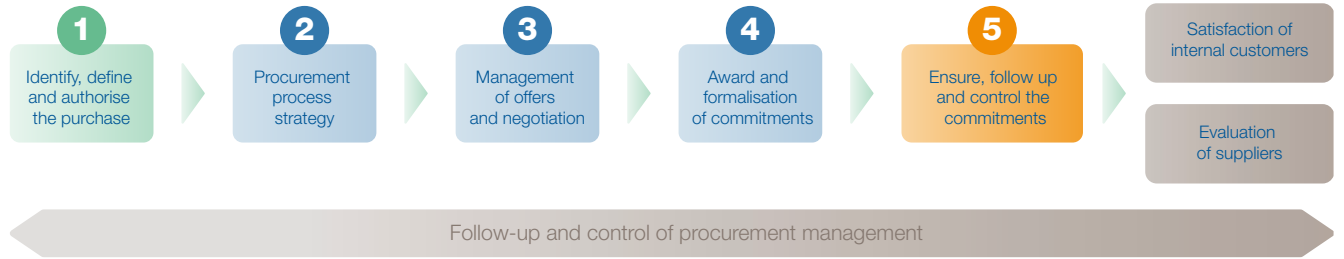 1
Identify, define
and authorise
the purchase
2
Procurement
process
strategy
3
Management
of offers
and negotiation
4
Award and
formalisation
of commitments
5
Ensure, follow up
and control the
commitments
Satisfaction of
internal customers
Evaluation
of suppliers
Follow-up and control of procurement management